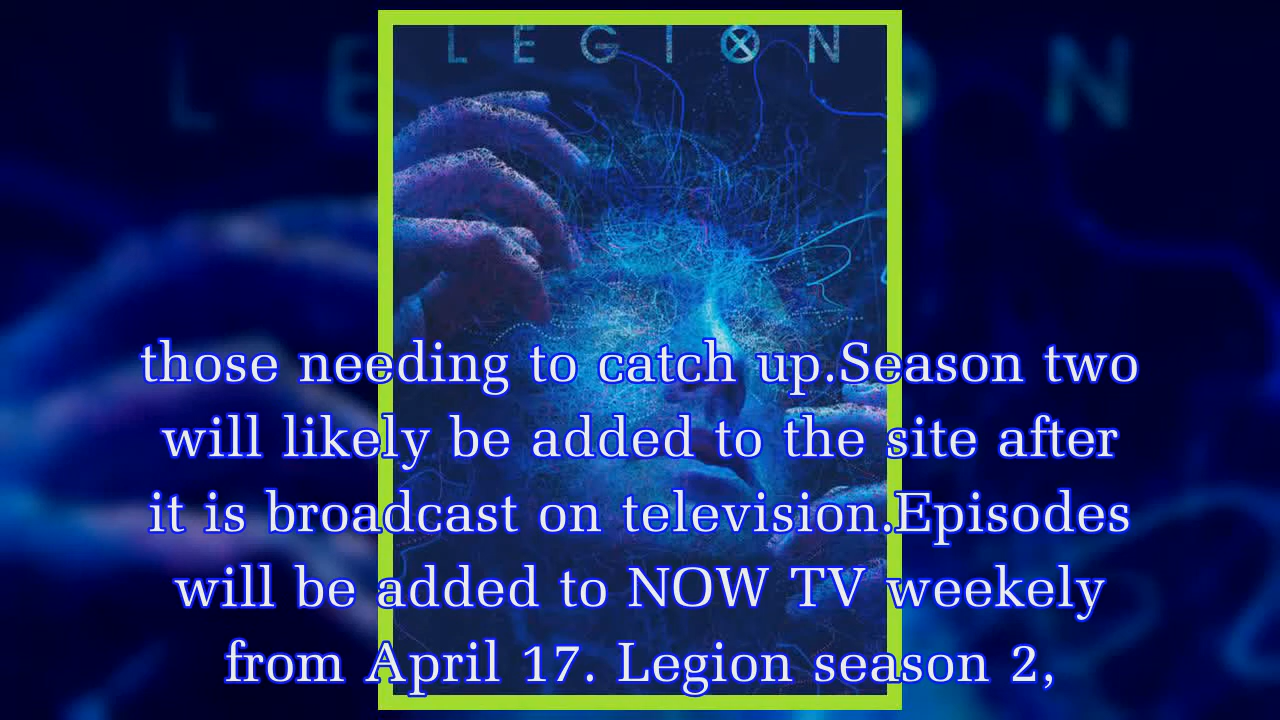 LEGION
those needing to catch up.Season two
will likely be added to the site after
it is broadcast on television.Episodes
will be added to NOW TV weekely
from April 17. Legion season 2,